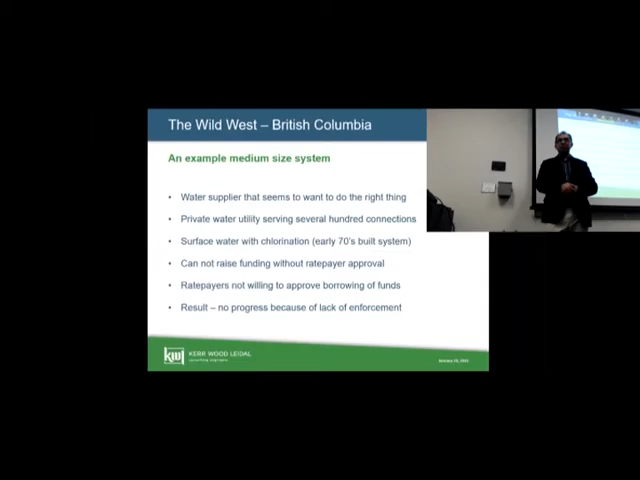 The Wild West – British Columbia
An example medium size system
• Water supplier that seems to want to do the right thing
• Private water utility serving several hundred connections
• Surface water with chlorination (early 70's built system)
• Can not raise funding without ratepayer approval
• Ratepayers not willing to approve borrowing of funds
• Result – no progress because of lack of enforcement
kwl
KERR WOOD LEIDAL
consulting engineers